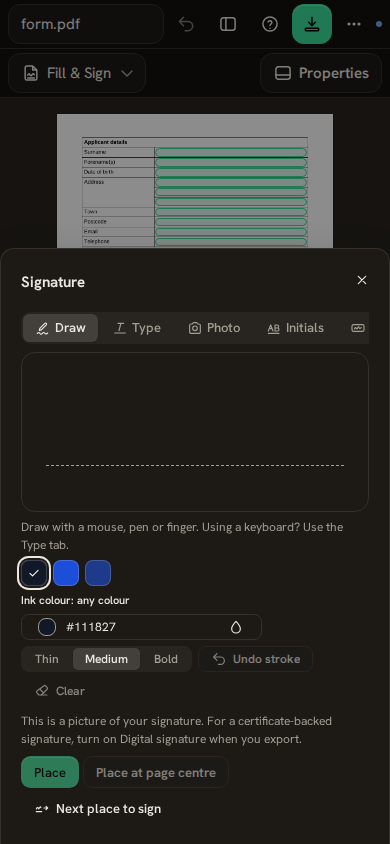 form.pdf
Fill & Sign
Properties
Applicant details
Surname
Forename(s)
Date of birth
Address
Town
Postcode
Email
Telephone
Signature
Draw
Type
Photo
AB Initials
Draw with a mouse, pen or finger. Using a keyboard? Use the
Type tab.
Ink colour: any colour
#111827
Thin
Medium
Bold
Undo stroke
Clear
This is a picture of your signature. For a certificate-backed
signature, turn on Digital signature when you export.
Place
Place at page centre
Next place to sign